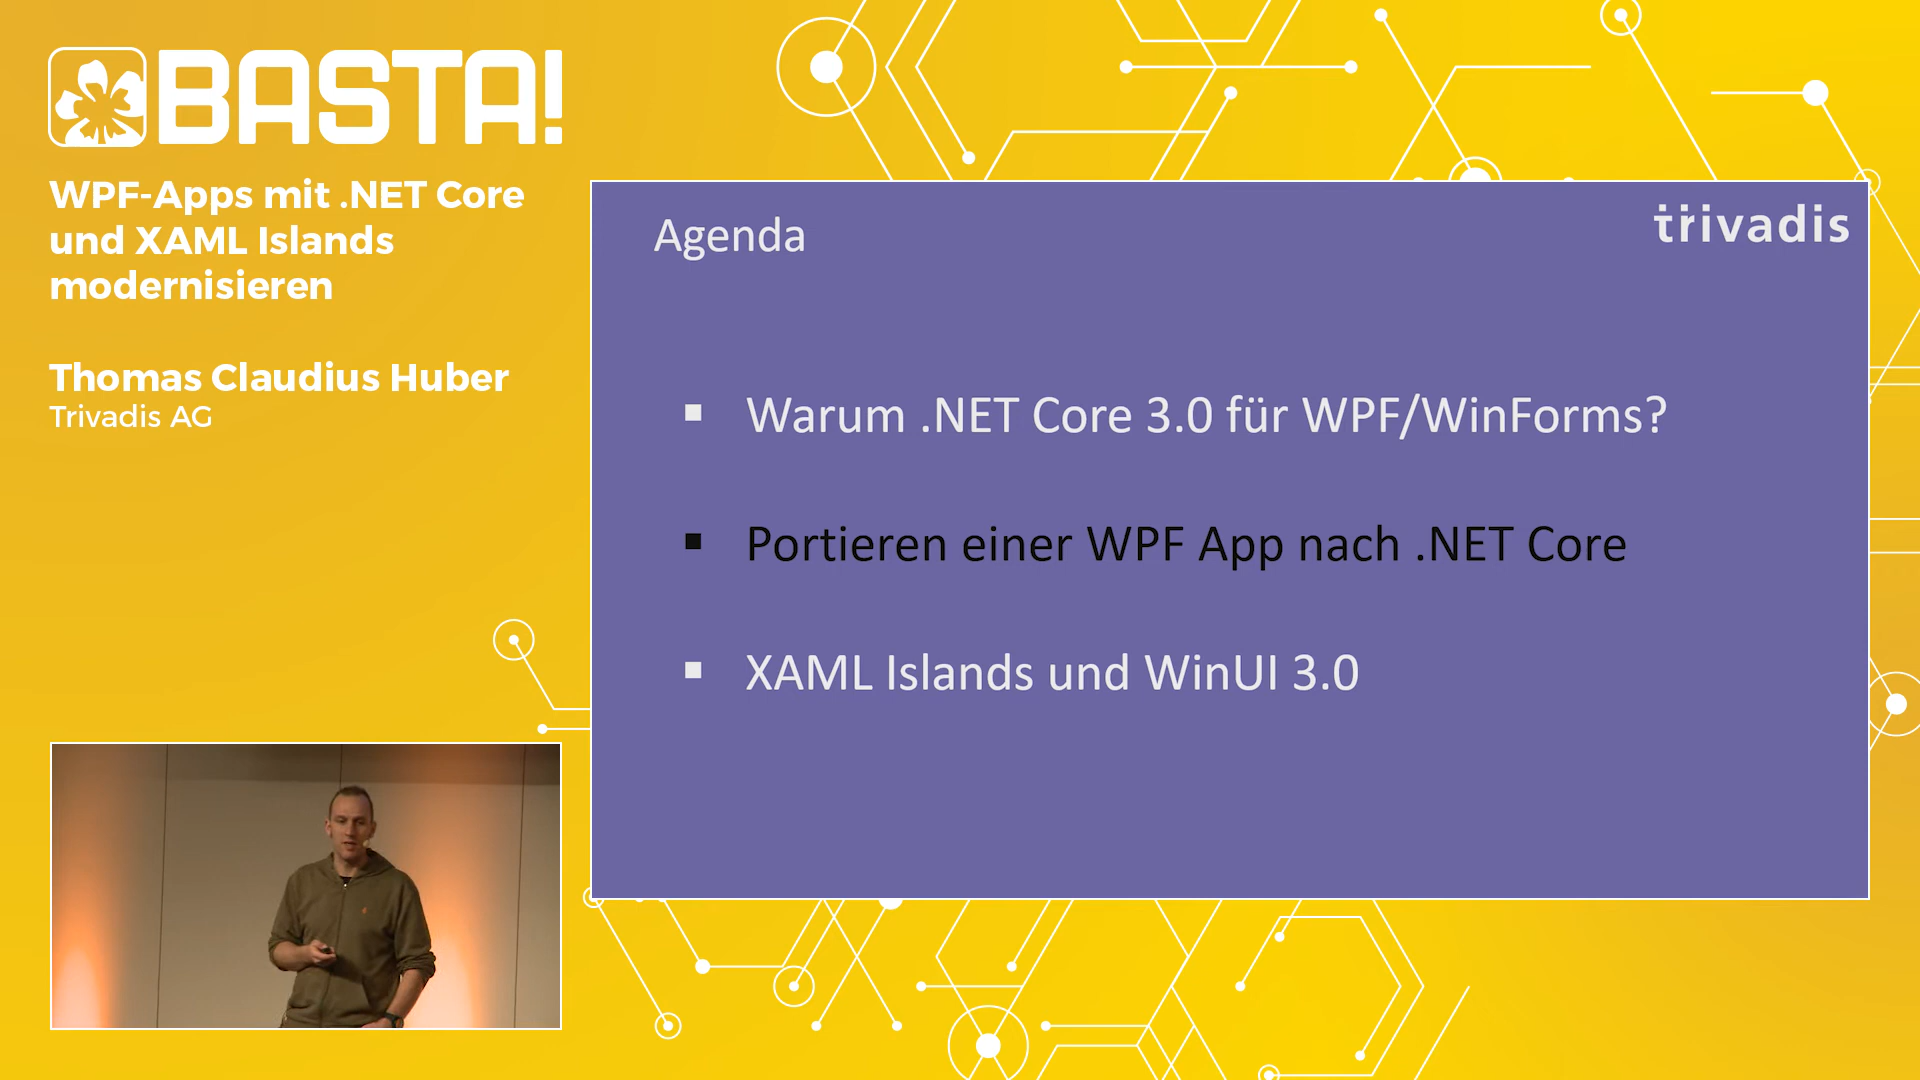 BASTA!
WPF-Apps mit .NET Core
und XAML Islands
modernisieren
Thomas Claudius Huber
Trivadis AG
Agenda
trivadis
▪ Warum .NET Core 3.0 für WPF/WinForms?
▪ Portieren einer WPF App nach .NET Core
▪ XAML Islands und WinUI 3.0